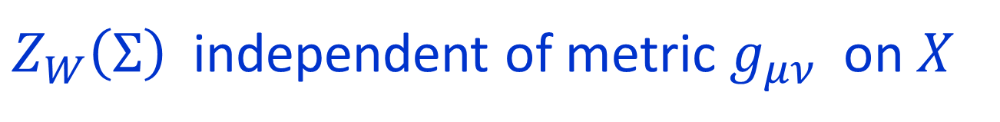 Z_W(Σ) independent of metric g_μν on X